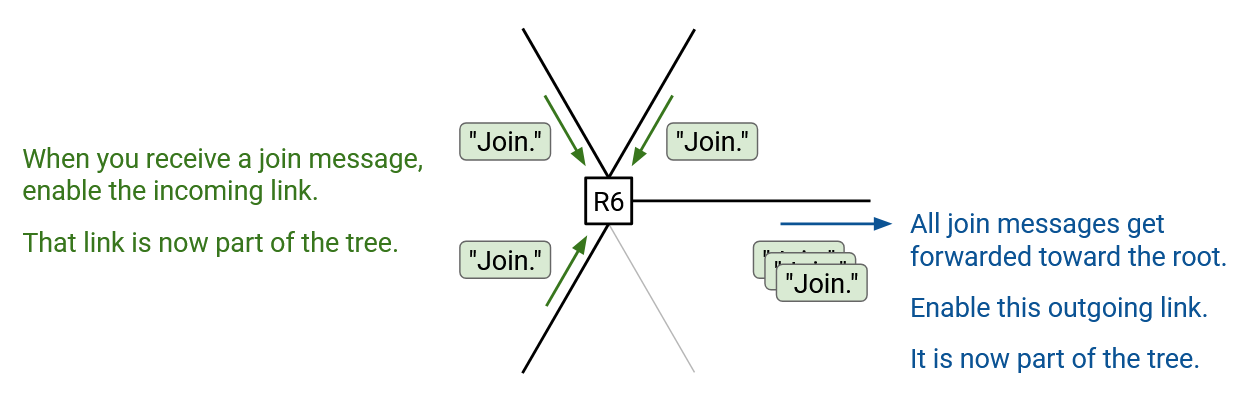 When you receive a join message,
enable the incoming link.
That link is now part of the tree.
"Join."
"Join."
R6
"Join."
"Join."
All join messages get
forwarded toward the root.
Enable this outgoing link.
It is now part of the tree.